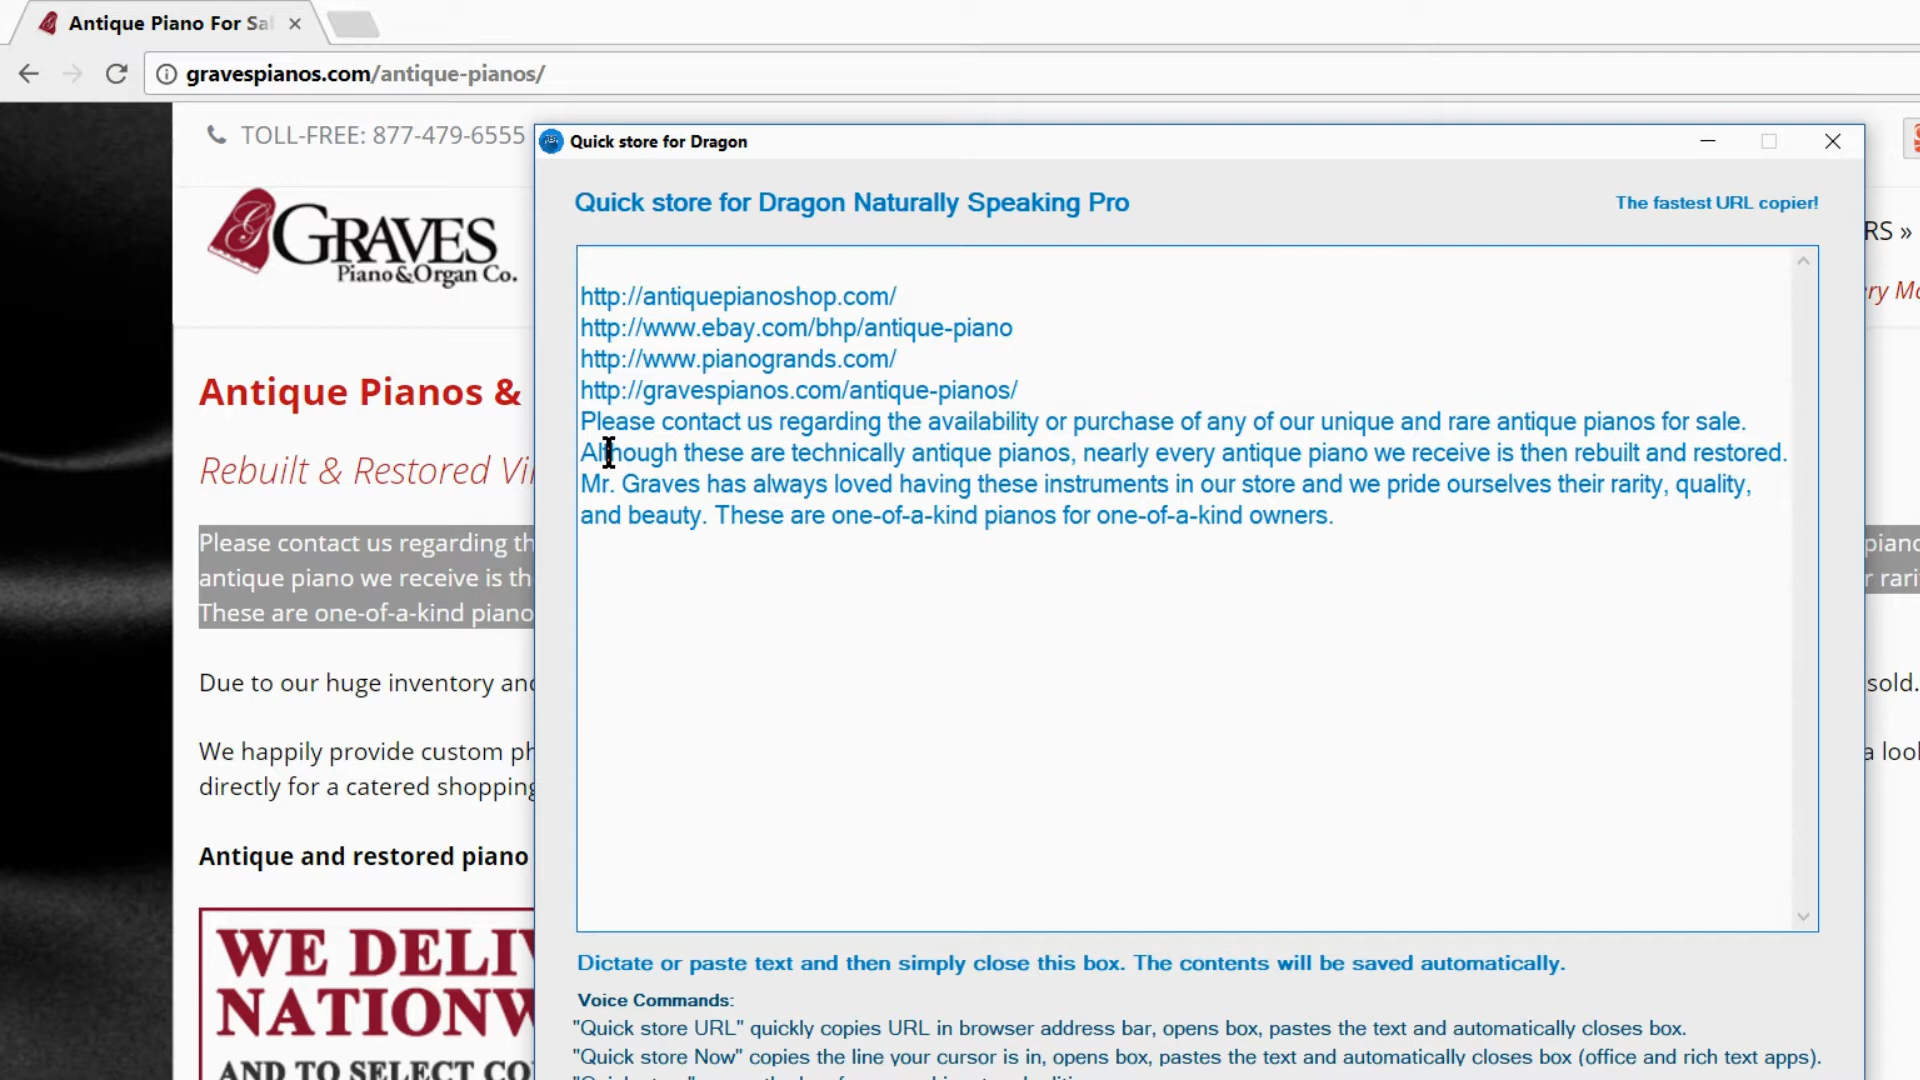 Antique Piano For Sa
gravespianos.com/antique-pianos/
TOLL-FREE: 877-479-6555
GRAVES
Piano&Organ Co.
RS »
Antique Pianos &
Rebuilt & Restored
Please contact us regarding
antique piano we receive is
These are one-of-a-kind piano
Due to our huge inventory
We happily provide custom
directly for a catered shopping
Antique and restored piano
WE
AND TO SELECT
Quick store for Dragon
Quick store for Dragon Naturally Speaking Pro
The fastest URL copier!
http://antiquepianoshop.com/
http://www.ebay.com/bhp/antique-piano
http://www.pianogrands.com/
http://gravespianos.com/antique-pianos/
Please contact us regarding the availability or purchase of any of our unique and rare antique pianos for sale.
Although these are technically antique pianos, nearly every antique piano we receive is then rebuilt and restored.
Mr. Graves has always loved having these instruments in our store and we pride ourselves their rarity, quality,
and beauty. These are one-of-a-kind pianos for one-of-a-kind owners.
Dictate or paste text and then simply close this box. The contents will be saved automatically.
Voice Commands:
"Quick store URL" quickly copies URL in browser address bar, opens box, pastes the text and automatically closes box.
"Quick store Now" copies the line your cursor is in, opens box, pastes the text and automatically closes box (office and rich text apps).
sold.
a